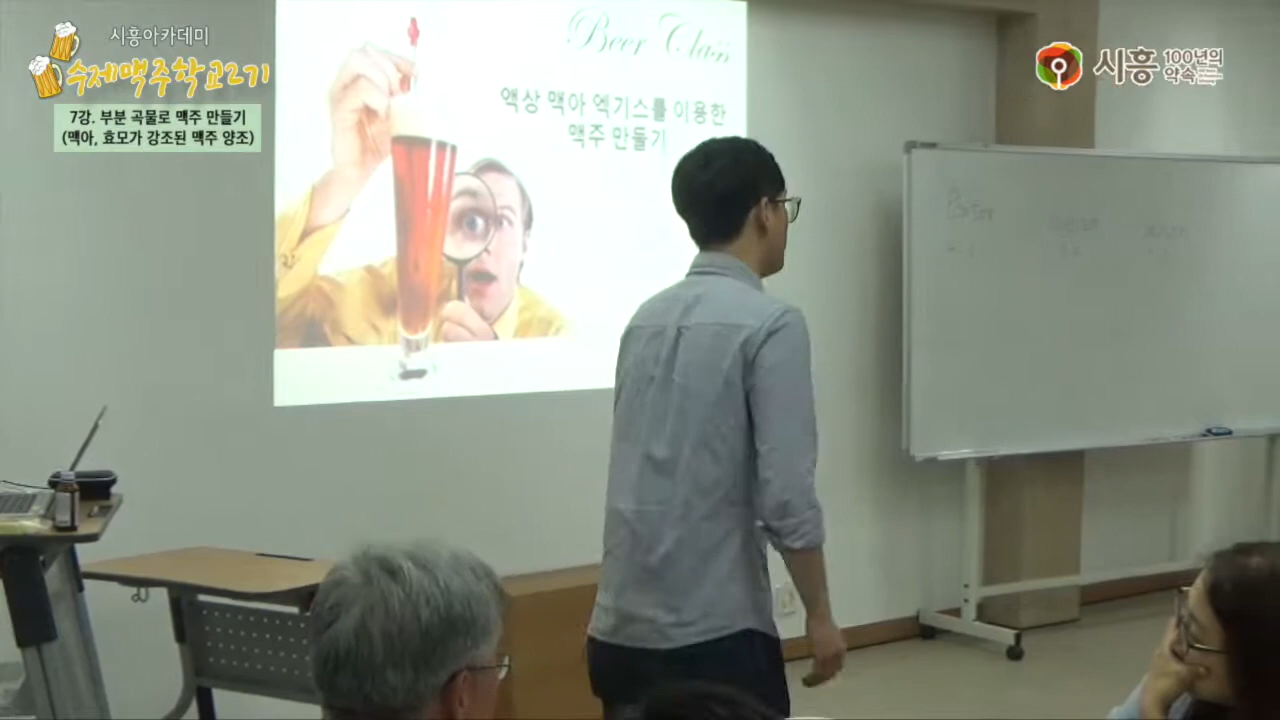 시흥아카데미
수제맥주학교2기
7강. 부분 곡물로 맥주 만들기
(맥아, 효모가 강조된 맥주 양조)
Beer Class
액상 맥아 엑기스를 이용한
맥주 만들기
시흥 100년의
약속
Porter